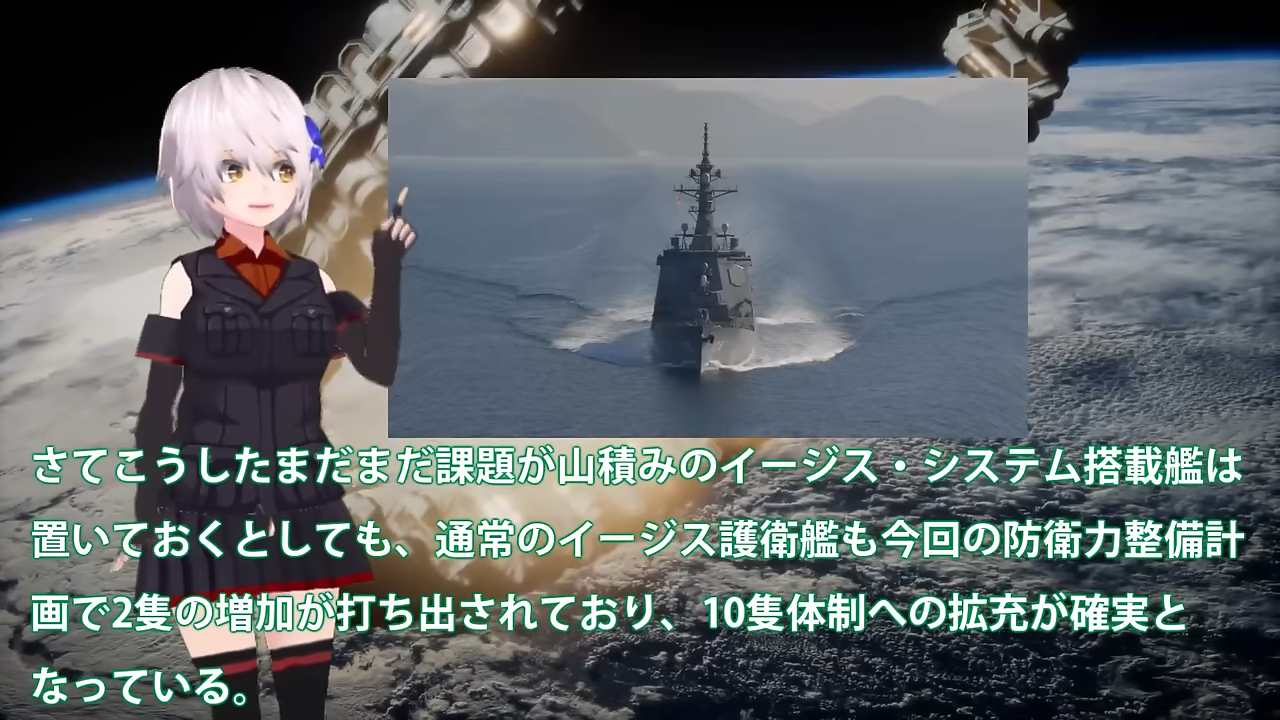 さてこうしたまだまだ課題が山積みのイージス・システム搭載艦は
置いておくとしても、通常のイージス護衛艦も今回の防衛力整備計
画で2隻の増加が打ち出されており、10隻体制への拡充が確実と
なっている。